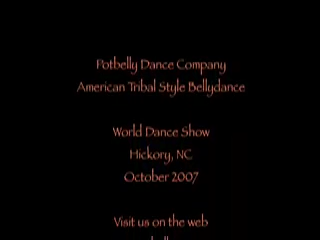 Potbelly Dance Company
American Tribal Style Bellydance
World Dance Show
Hickory, NC
October 2007
Visit us on the web